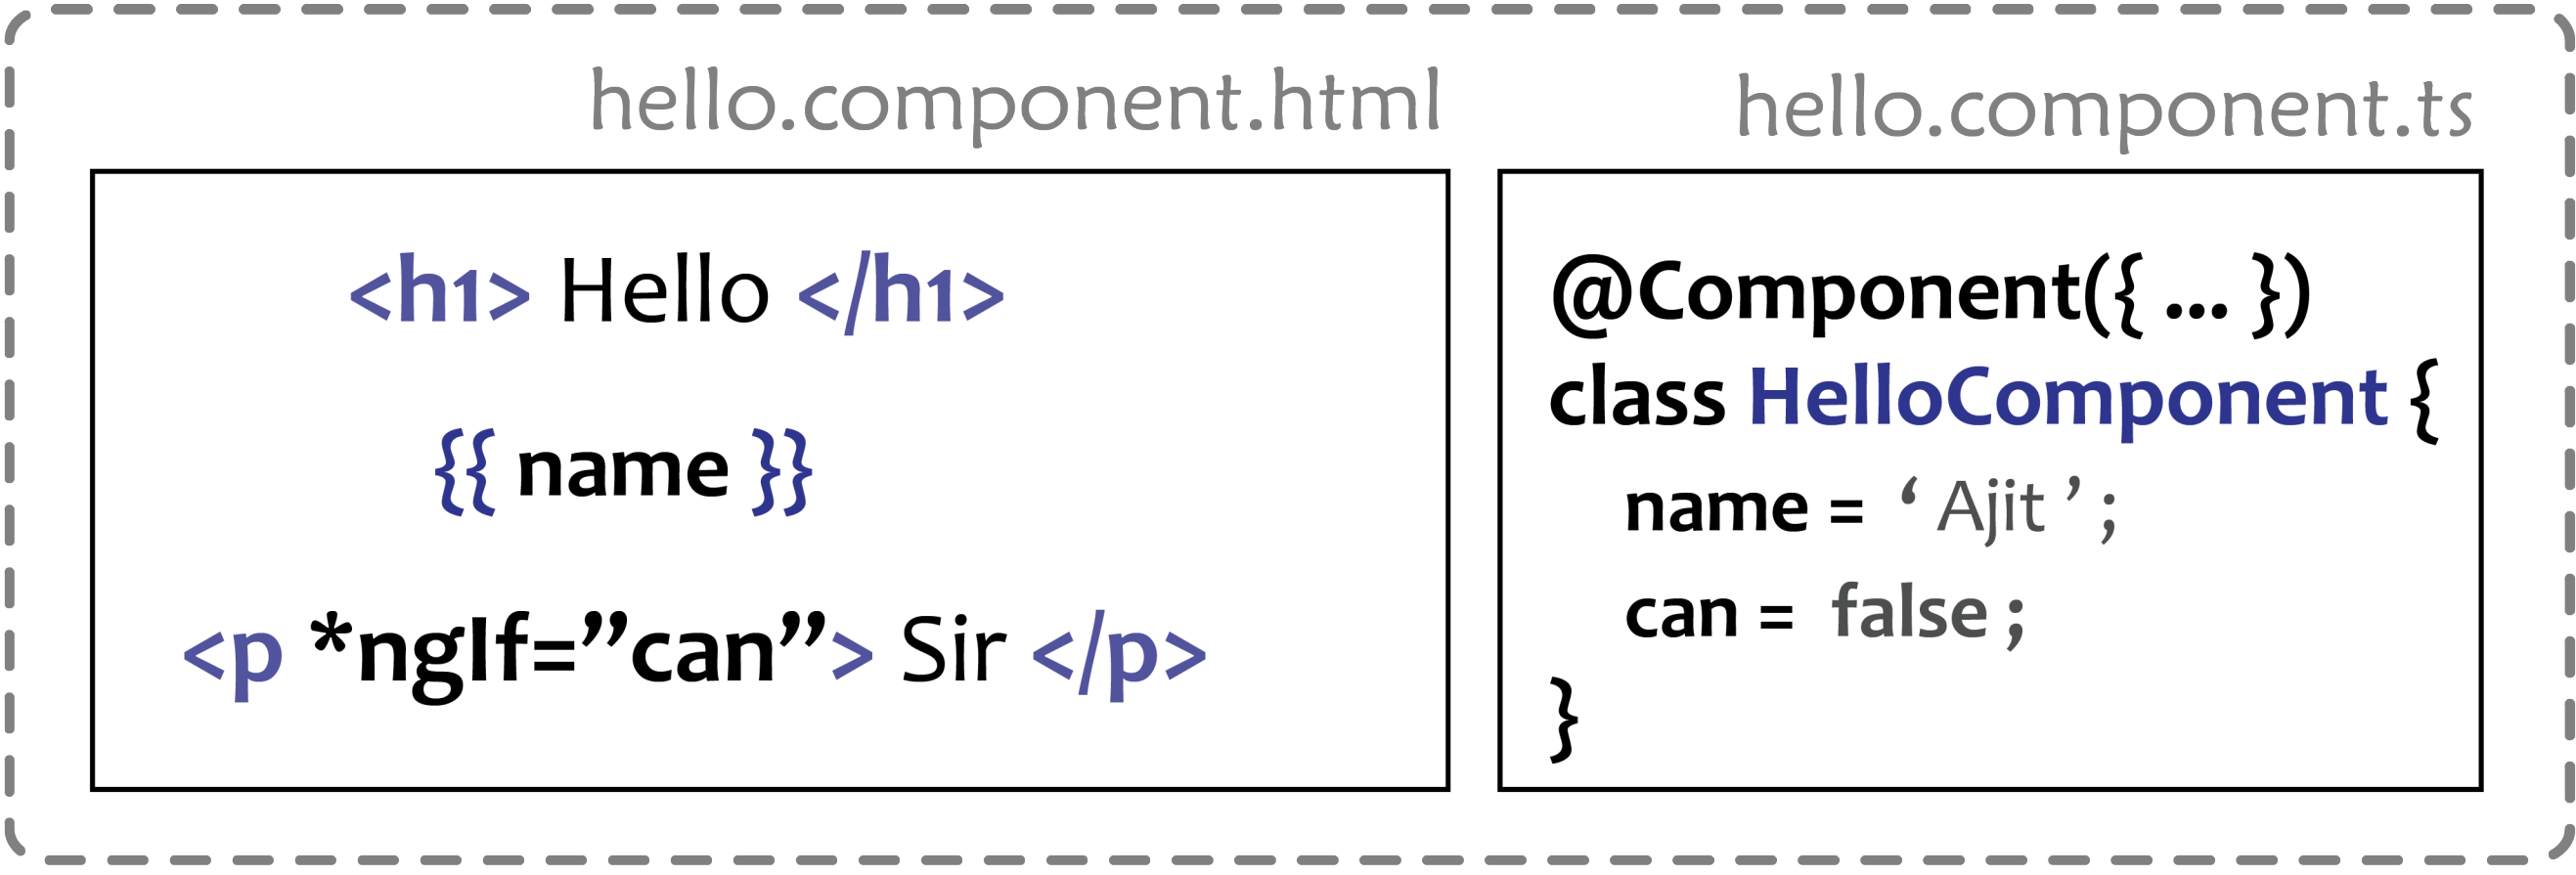 hello.component.html
<h1> Hello </h1>
{{ name }}
<p *ngIf=”can”> Sir </p>
hello.component.ts
@Component({ ... })
class HelloComponent {
name = ‘ Ajit ’ ;
can = false ;
}